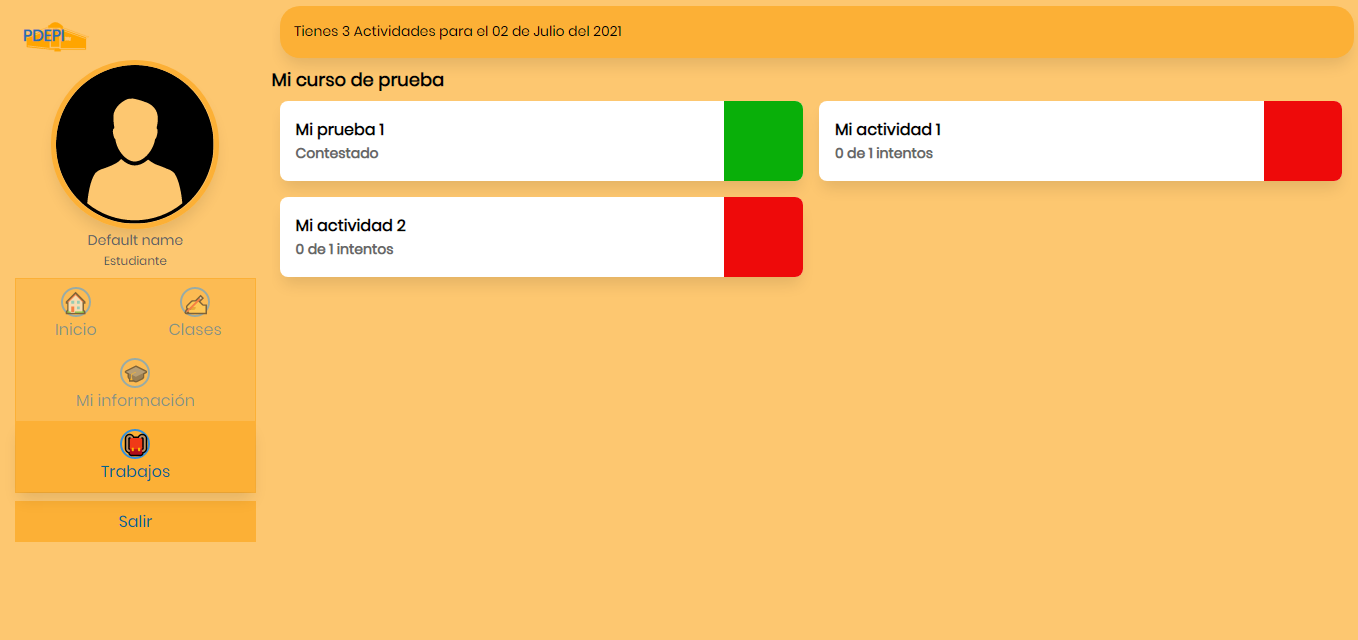 PDEPI
Tienes 3 Actividades para el 02 de Julio del 2021
Default name
Estudiante
Inicio
Clases
Mi información
Trabajos
Salir
Mi curso de prueba
Mi prueba 1
Contestado
Mi actividad 1
0 de 1 intentos
Mi actividad 2
0 de 1 intentos